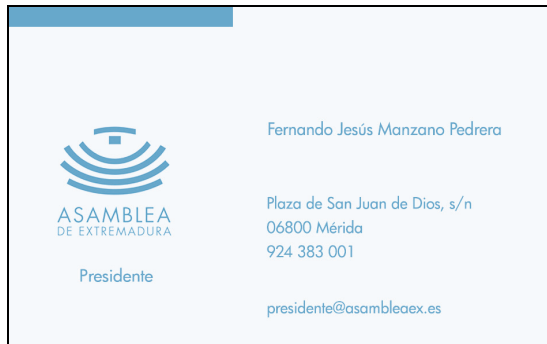 ASAMBLEA
DE EXTREMADURA
Presidente
Fernando Jesús Manzano Pedrera
Plaza de San Juan de Dios, s/n
06800 Mérida
924 383 001
presidente@asambleaex.es